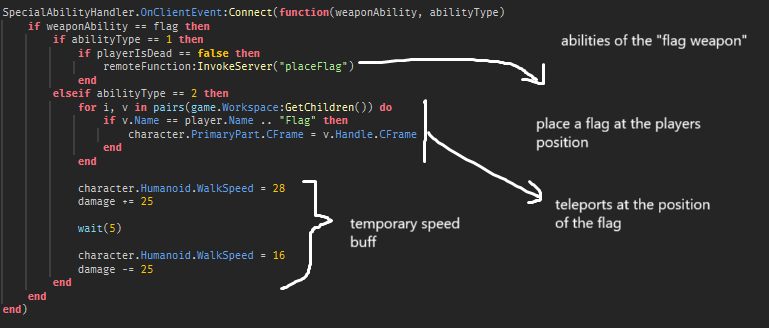 SpecialAbilityHandler.OnClientEvent:Connect(function(weaponAbility, abilityType)
if weaponAbility == flag then
if abilityType == 1 then
if playerIsDead == false then
remoteFunction:InvokeServer("placeFlag")
end
elseif abilityType == 2 then
for i, v in pairs(game.Workspace:GetChildren()) do
if v.Name == player.Name .. "Flag" then
character.PrimaryPart.CFrame = v.Handle.CFrame
end
end
character.Humanoid.WalkSpeed = 28
damage += 25
wait(5)
character.Humanoid.WalkSpeed = 16
damage -= 25
end
end
end)
abilities of the "flag weapon"
place a flag at the players
position
teleports at the position
of the flag
temporary speed
buff